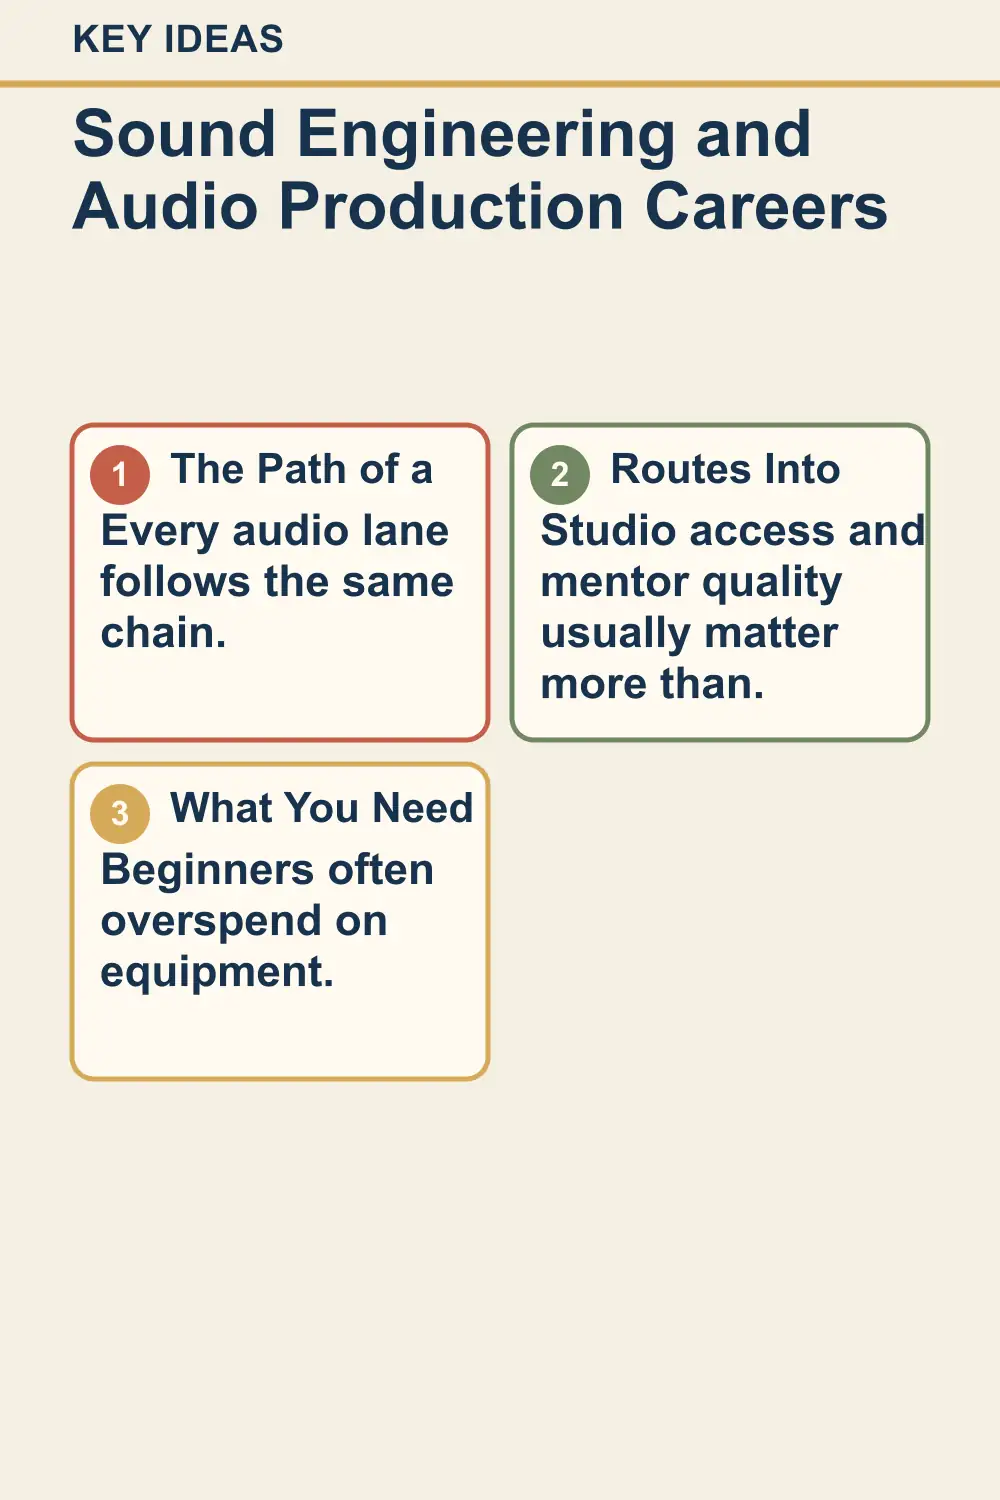 KEY IDEAS
Sound Engineering and
Audio Production Careers
1 The Path of a
Every audio lane
follows the same
chain.
2 Routes Into
Studio access and
mentor quality
usually matter
more than.
3 What You Need
Beginners often
overspend on
equipment.